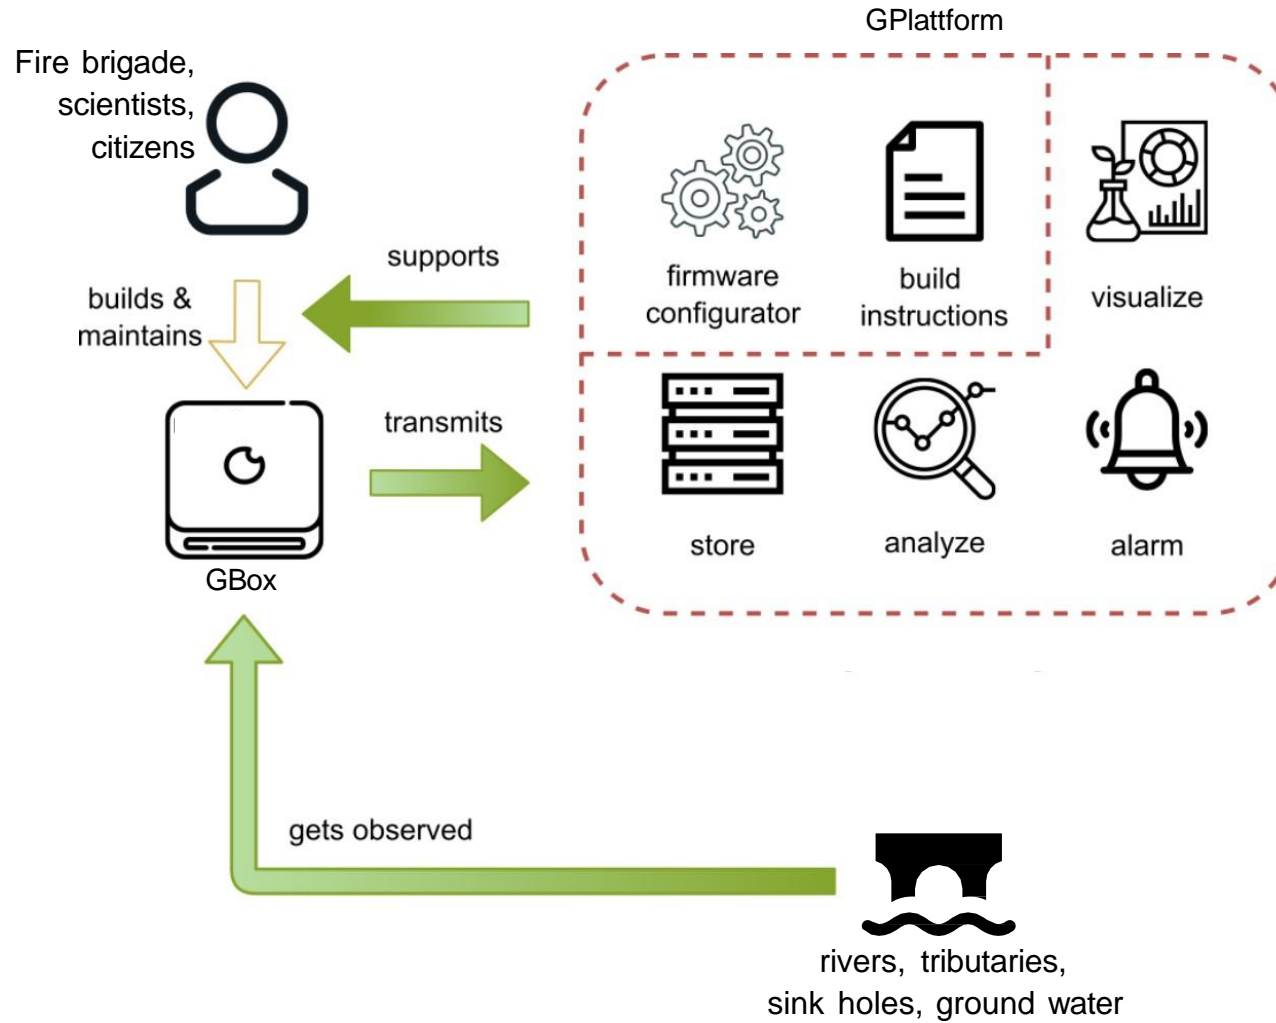 GPlattform
Fire brigade,
scientists,
citizens
supports
builds &
maintains
firmware
configurator
build
instructions
visualize
transmits
store
analyze
alarm
GBox
gets observed
rivers, tributaries,
sink holes, ground water